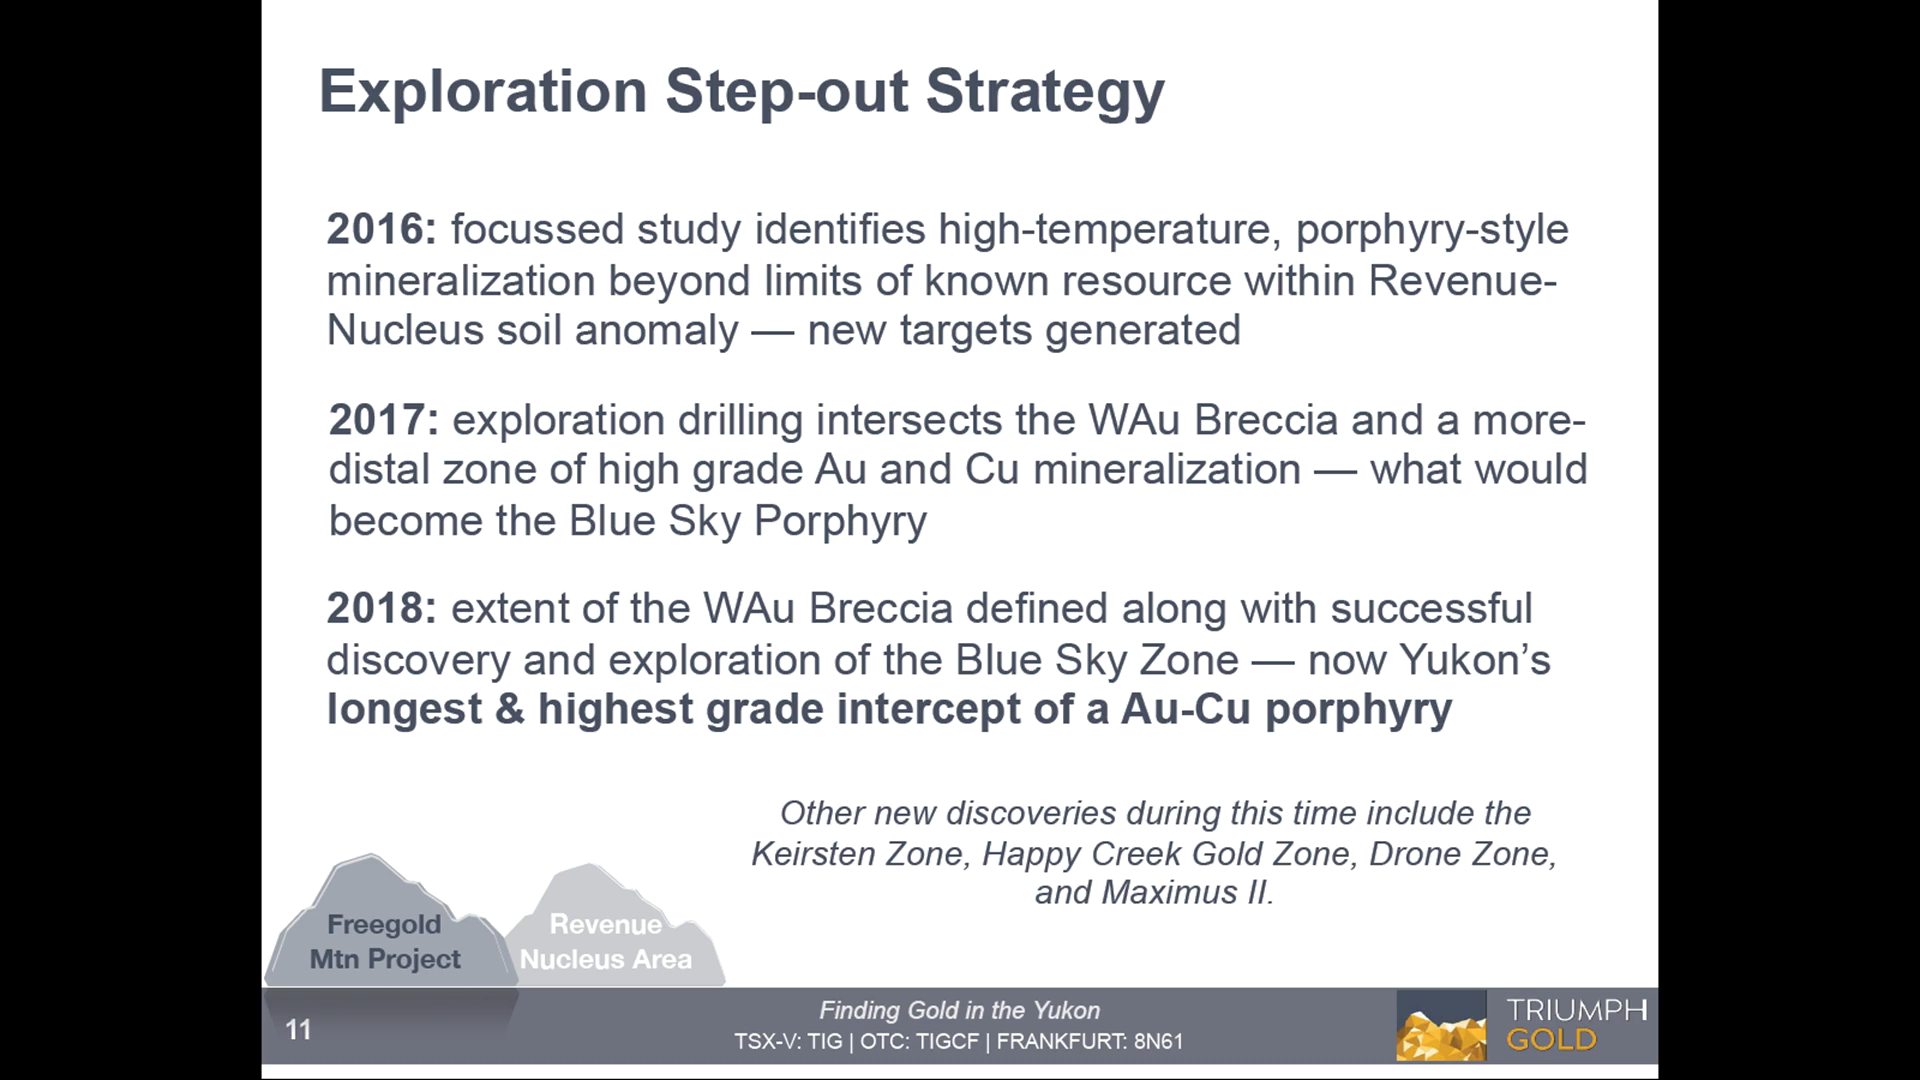 Exploration Step-out Strategy
2016: focussed study identifies high-temperature, porphyry-style
mineralization beyond limits of known resource within Revenue-
Nucleus soil anomaly — new targets generated
2017: exploration drilling intersects the WAu Breccia and a more-
distal zone of high grade Au and Cu mineralization — what would
become the Blue Sky Porphyry
2018: extent of the WAu Breccia defined along with successful
discovery and exploration of the Blue Sky Zone — now Yukon’s
longest & highest grade intercept of a Au-Cu porphyry
Other new discoveries during this time include the
Keirsten Zone, Happy Creek Gold Zone, Drone Zone,
and Maximus II.
Freegold
Mtn Project
Revenue
Nucleus Area
11
Finding Gold in the Yukon
TSX-V: TIG | OTC: TIGCF | FRANKFURT: 8N61
TRIUMPH
GOLD